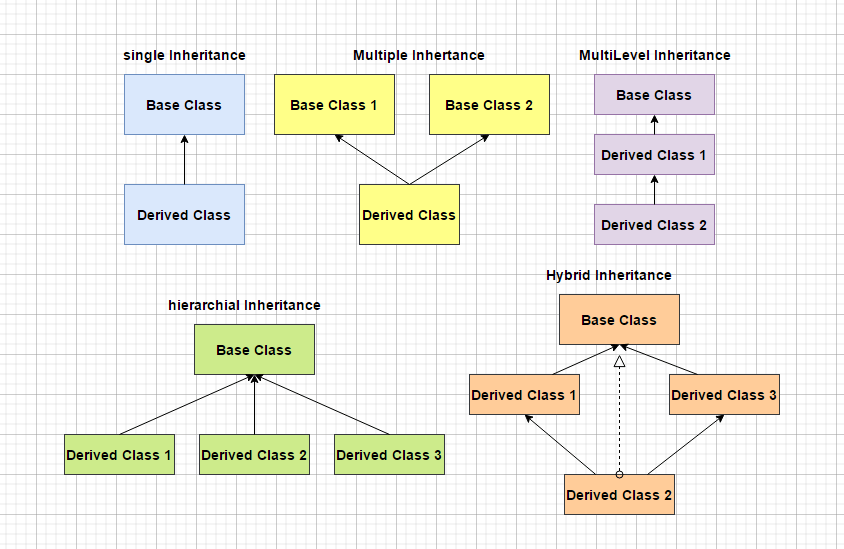 single Inheritance
Multiple Inhertance
MultiLevel Inheritance
Base Class
Base Class 1
Base Class 2
Base Class
Derived Class 1
Derived Class
Derived Class
Derived Class 2
hierarchial Inheritance
Hybrid Inheritance
Base Class
Base Class
Derived Class 1
Derived Class 3
Derived Class 1
Derived Class 2
Derived Class 3
Derived Class 2